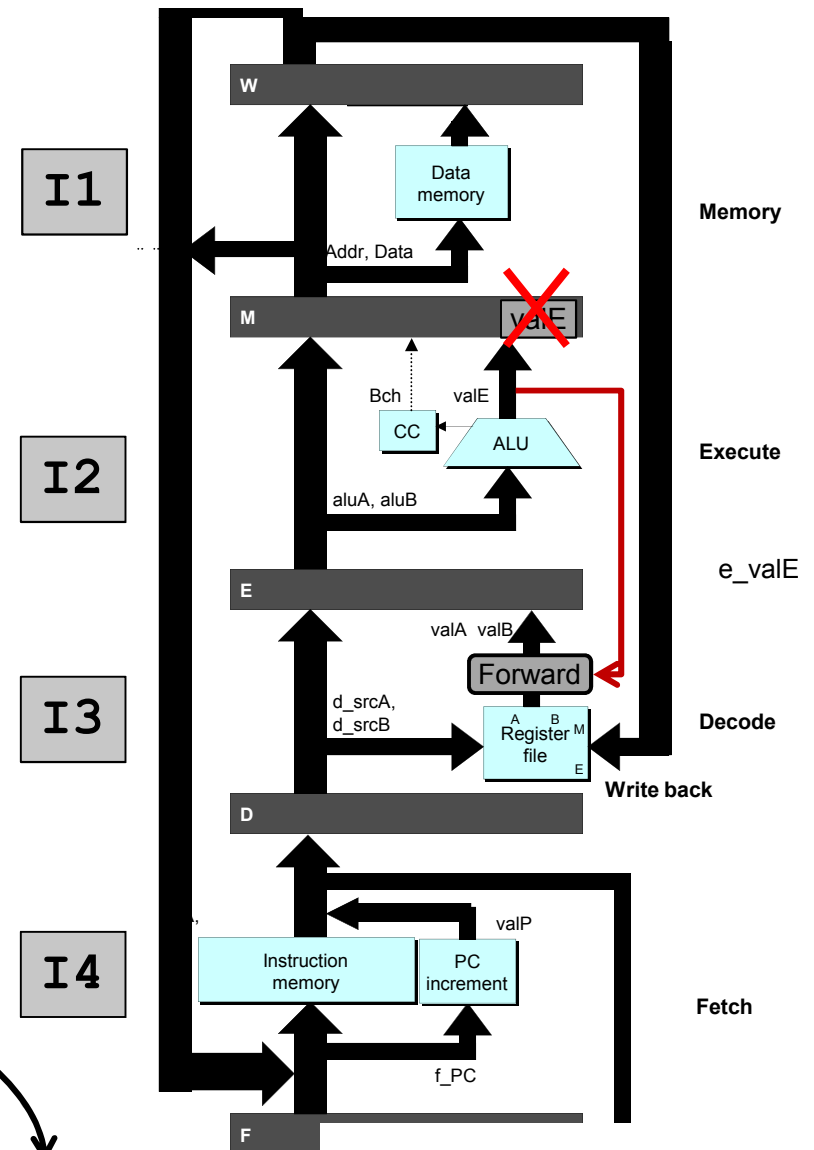 W
I1
Data
memory
Memory
Addr, Data
M
valE
Bch
valE
CC
ALU
Execute
I2
aluA, aluB
e_valE
E
valA valB
Forward
I3
d_srcA,
d_srcB
A B
M
Register
file
E
Decode
Write back
D
valP
I4
Instruction
memory
PC
increment
Fetch
f_PC
F